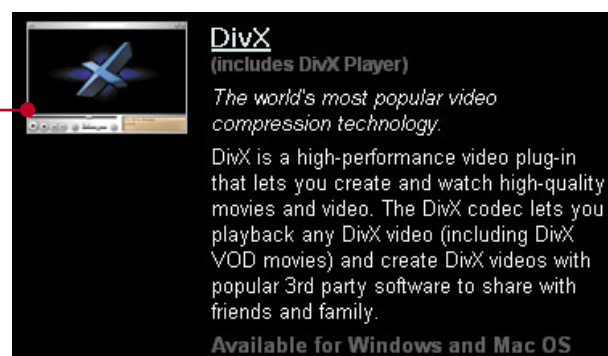 DivX
(includes DivX Player)
The world's most popular video
compression technology.
DivX is a high-performance video plug-in
that lets you create and watch high-quality
movies and video. The DivX codec lets you
playback any DivX video (including DivX
VOD movies) and create DivX videos with
popular 3rd party software to share with
friends and family.
Available for Windows and Mac OS